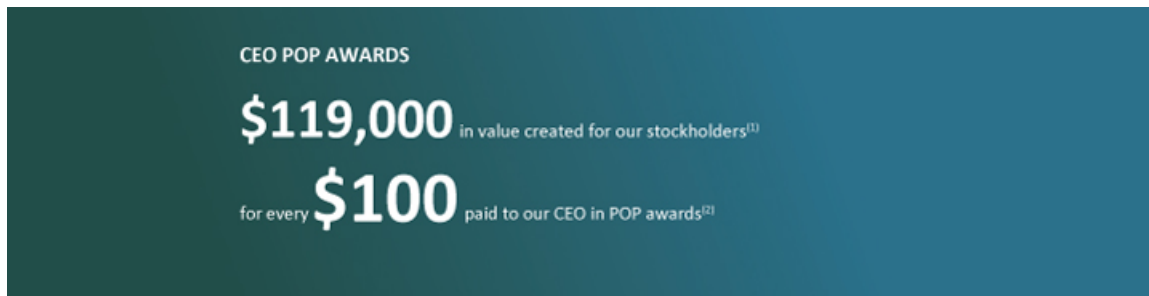 CEO POP AWARDS
$119,000 in value created for our stockholders(1)
for every $100 paid to our CEO in POP awards(2)